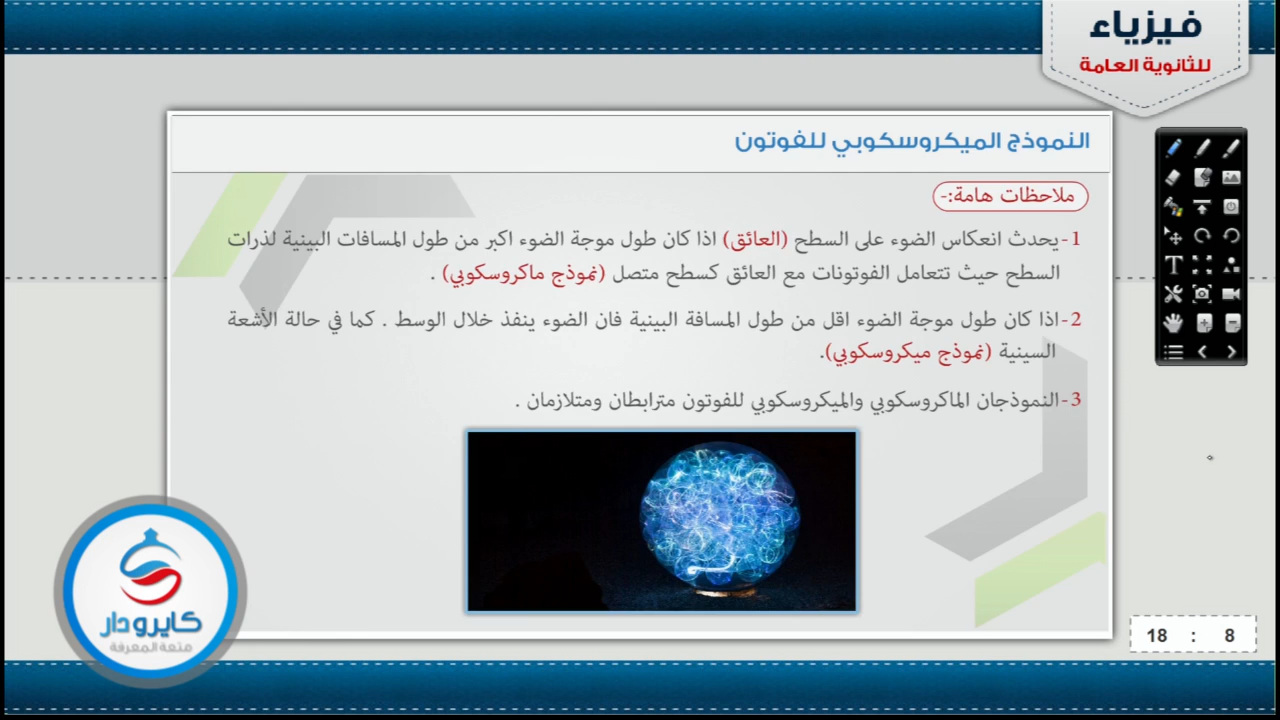 فيزياء
للثانوية العامة
النموذج الميكروسكوبي للفوتون
ملاحظات هامة:-
1-يحدث انعكاس الضوء على السطح (العائق) اذا كان طول موجة الضوء اكبر من طول المسافات البينية لذرات
السطح حيث تتعامل الفوتونات مع العائق كسطح متصل (نموذج ماكروسكوبي) .
2-اذا كان طول موجة الضوء اقل من طول المسافة البينية فان الضوء ينفذ خلال الوسط . كما في حالة الأشعة
السينية (نموذج ميكروسكوبي).
3-النموذجان الماكروسكوبي والميكروسكوبي للفوتون مترابطان ومتلازمان .
كايرودار
متعة المعرفة
18 : 8